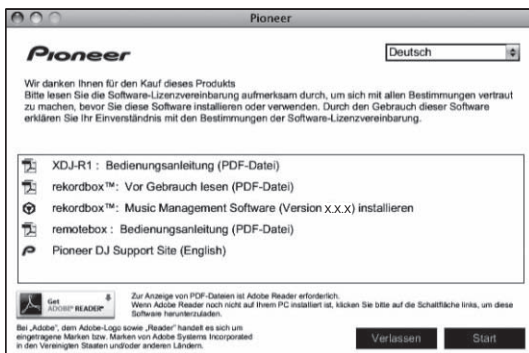 Pioneer
Pioneer
Deutsch
Wir danken Ihnen für den Kauf dieses Produkts
Bitte lesen Sie die Software-Lizenzvereinbarung aufmerksam durch, um sich mit allen Bestimmungen vertraut
zu machen, bevor Sie diese Software installieren oder verwenden. Durch den Gebrauch dieser Software
erklären Sie Ihr Einverständnis mit den Bestimmungen der Software-Lizenzvereinbarung.
XDJ-R1 : Bedienungsanleitung (PDF-Datei)
rekordbox™: Vor Gebrauch lesen (PDF-Datei)
rekordbox™: Music Management Software (Version X.X.X) installieren
remotebox : Bedienungsanleitung (PDF-Datei)
Pioneer DJ Support Site (English)
Get
ADOBE® READER®
Zur Anzeige von PDF-Dateien ist Adobe Reader erforderlich.
Wenn Adobe Reader noch nicht auf Ihrem PC installiert ist, klicken Sie bitte auf die Schaltfläche links, um diese
Software herunterzuladen.
Bei „Adobe", dem Adobe-Logo sowie „Reader" handelt es sich um
eingetragene Marken bzw. Marken von Adobe Systems Incorporated
in den Vereinigten Staaten und/oder anderen Ländern.
Verlassen
Start